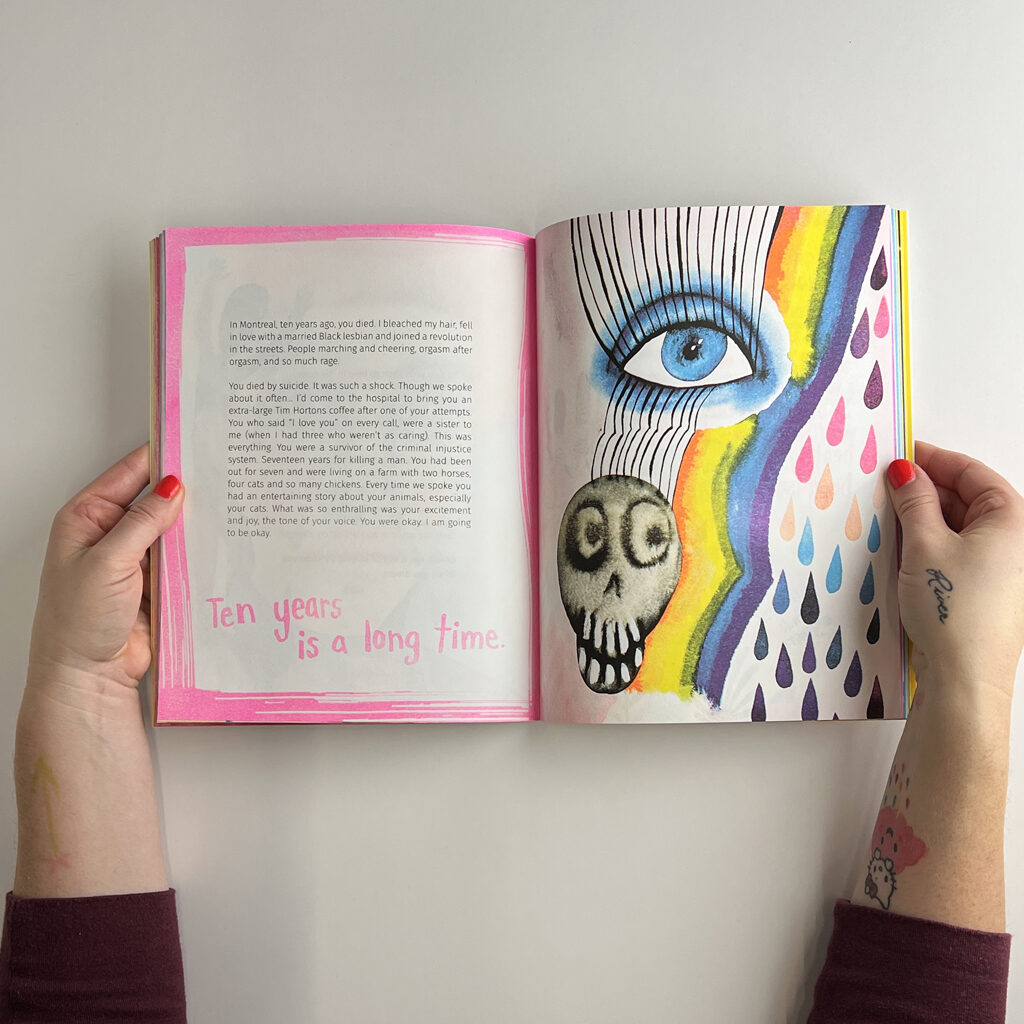 In Montreal, ten years ago, you died. I bleached my hair, fell
in love with a married Black lesbian and joined a revolution
in the streets. People marching and cheering, orgasm after
orgasm, and so much rage.
You died by suicide. It was such a shock. Though we spoke
about it often... I'd come to the hospital to bring you an
extra-large Tim Hortons coffee after one of your attempts.
You who said "I love you" on every call, were a sister to
me (when I had three who weren't as caring). This was
everything. You were a survivor of the criminal injustice
system. Seventeen years for killing a man. You had been
out for seven and were living on a farm with two horses,
four cats and so many chickens. Every time we spoke you
had an entertaining story about your animals, especially
your cats. What was so enthralling was your excitement
and joy, the tone of your voice. You were okay. I am going
to be okay.
Ten years
is a long time.
River